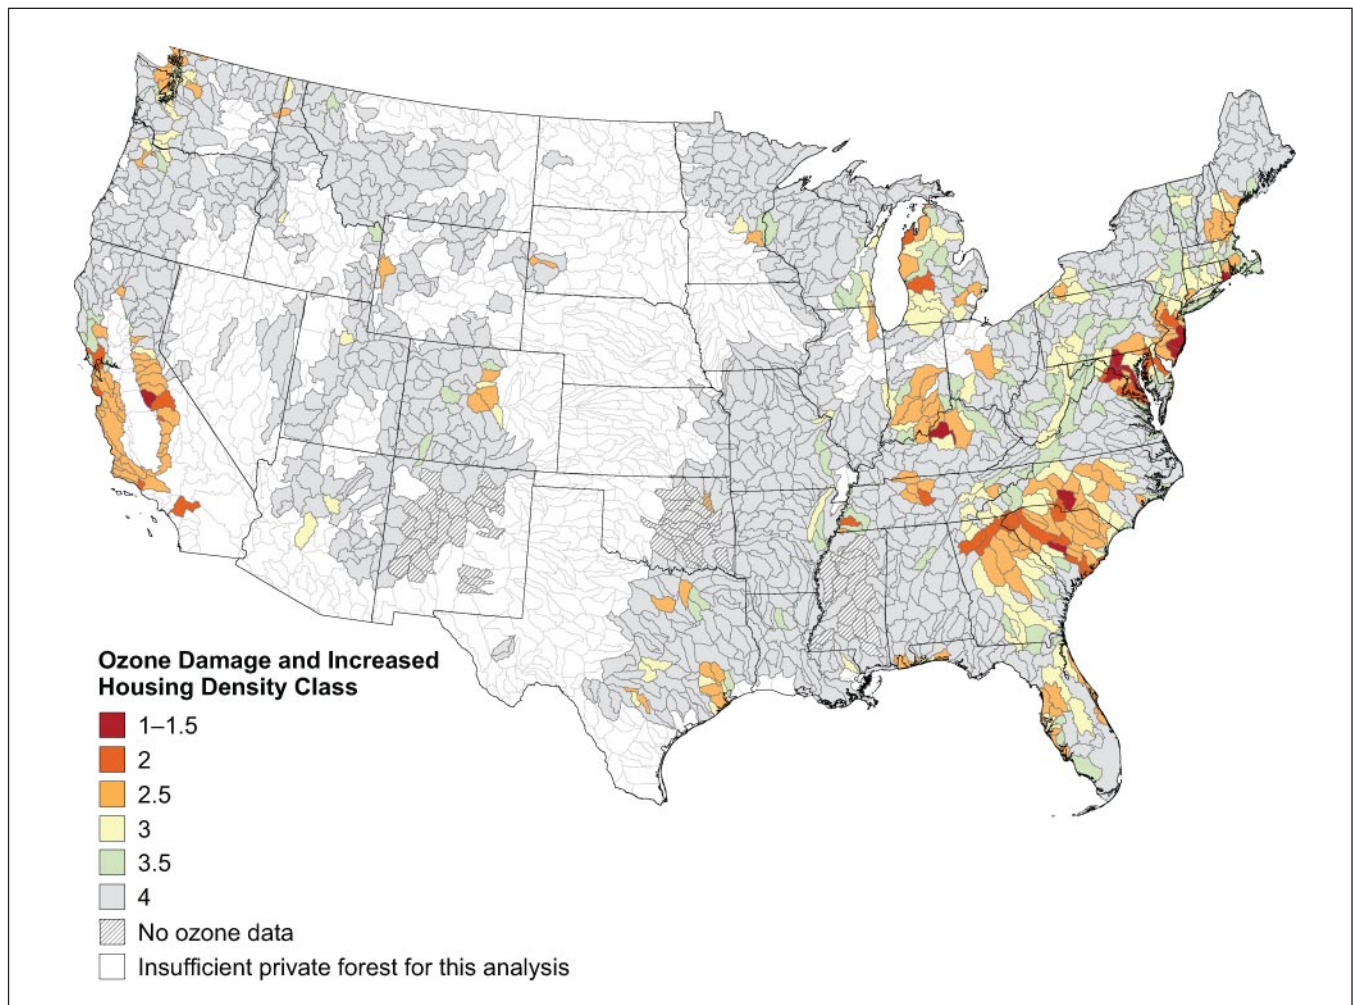 Ozone Damage and Increased
Housing Density Class
1–1.5
2
2.5
3
3.5
4
No ozone data
Insufficient private forest for this analysis